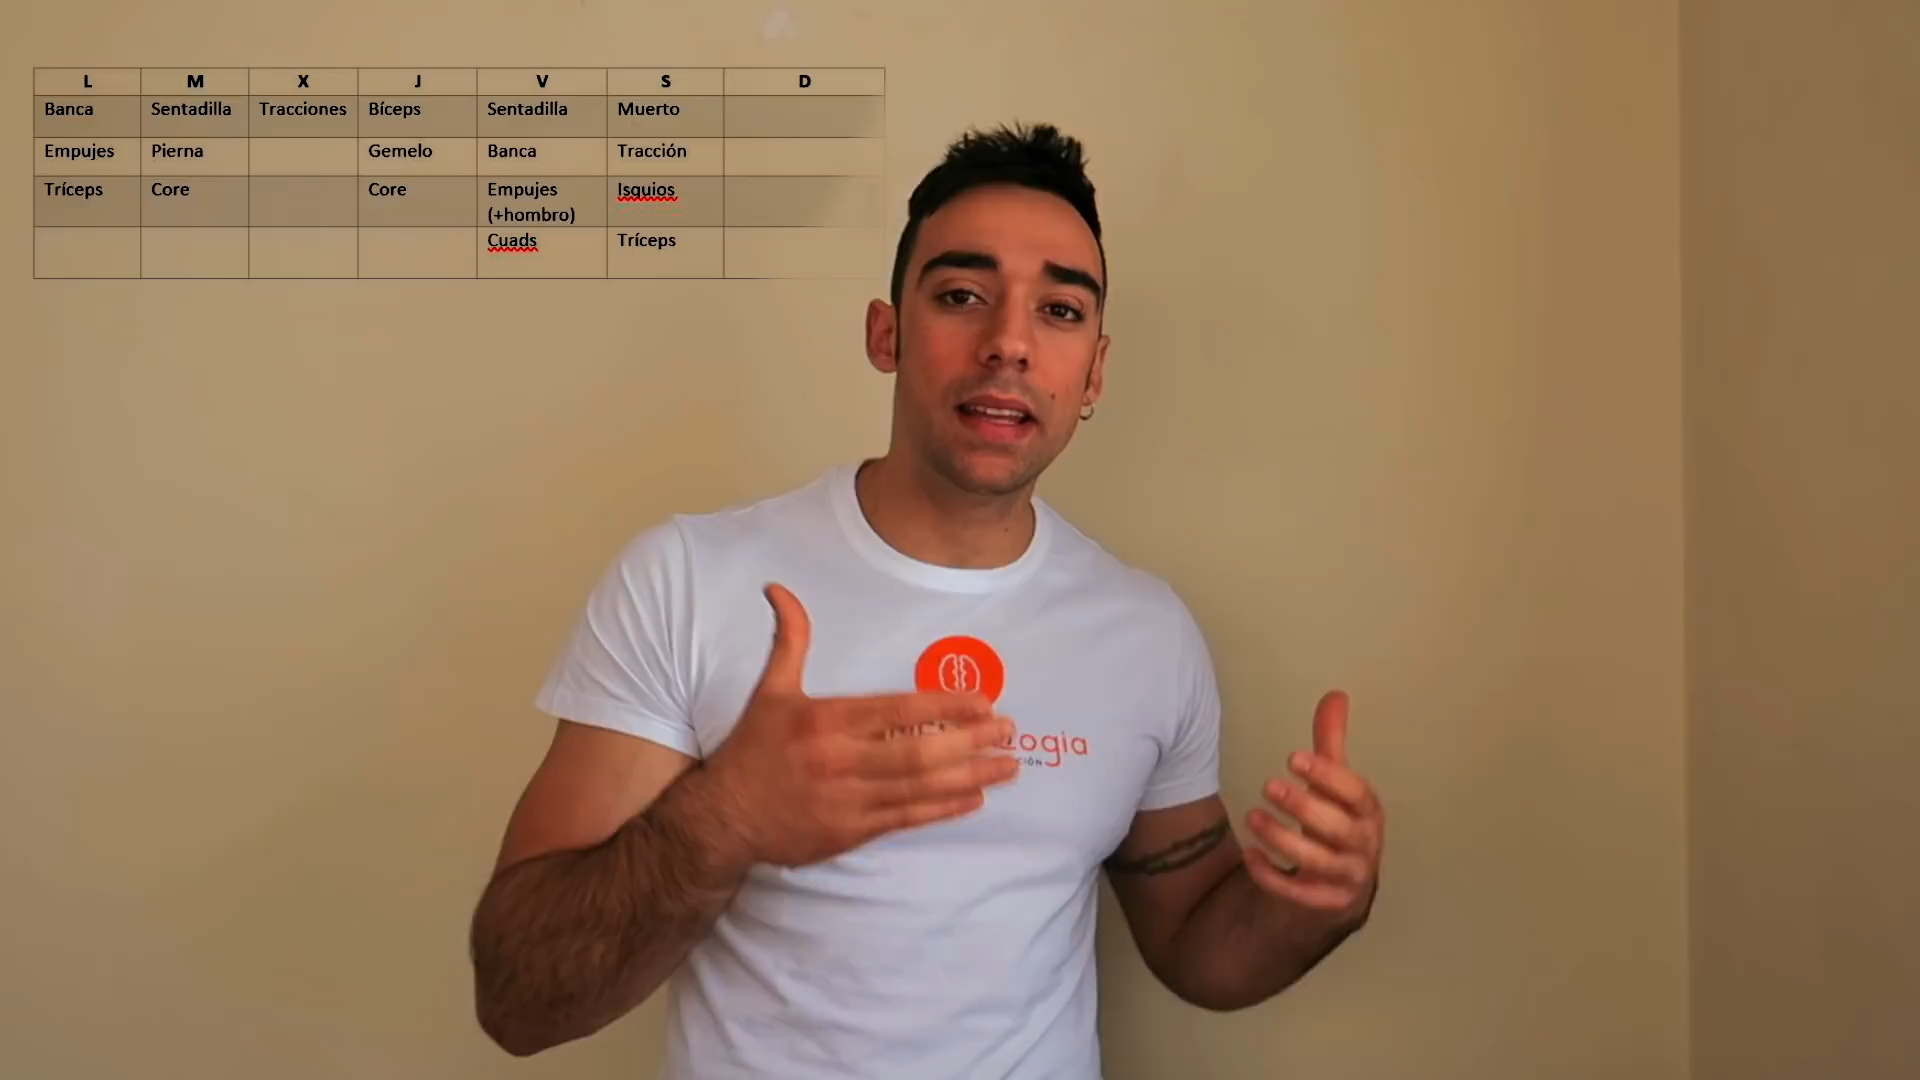 L M X J V S D
Banca Sentadilla Tracciones Bíceps Sentadilla Muerto
Empujes Pierna Gemelo Banca Tracción
Tríceps Core Core Empujes (+hombro) Isquios
Cuads Tríceps
ogia
CIÓN